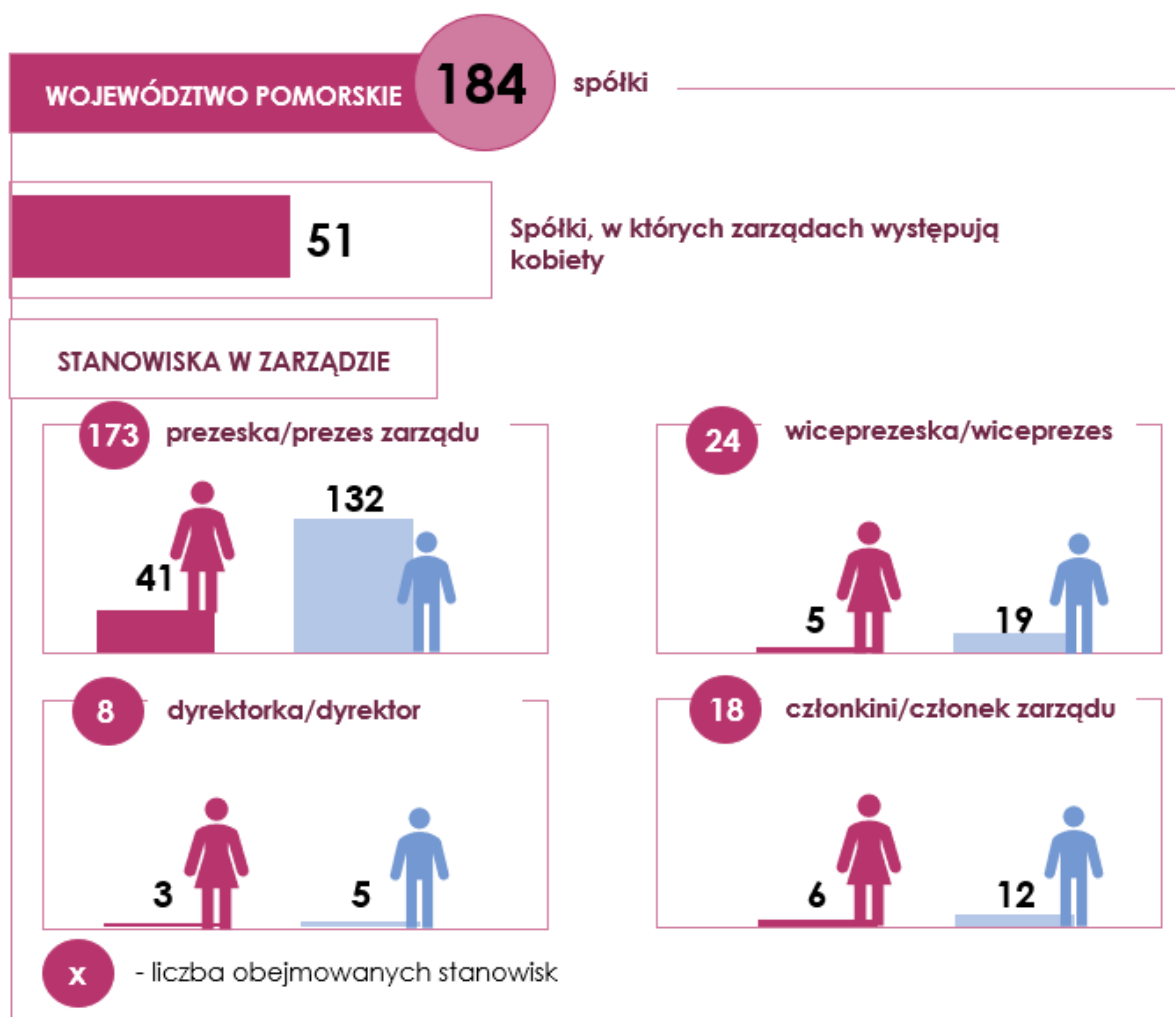 WOJEWÓDZTWO POMORSKIE 184 spółki
51
Spółki, w których zarządach występują
kobiety
STANOWISKA W ZARZĄDZIE
173 prezeska/prezes zarządu
41
132
24 wiceprezeska/wiceprezes
5
19
8 dyrektorka/dyrektor
3
5
18 członkini/członek zarządu
6
12
x - liczba obejmowanych stanowisk